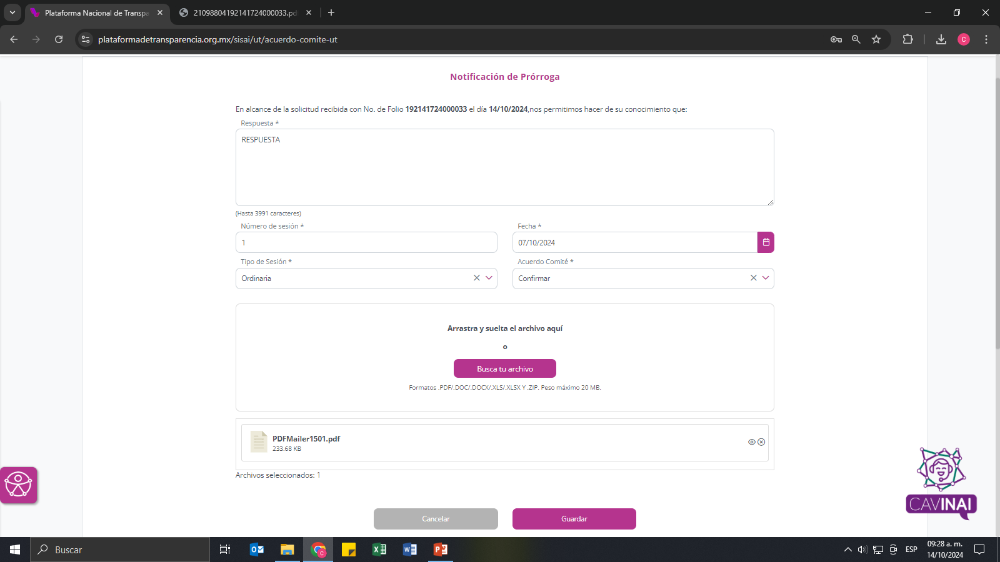 Plataforma Nacional de Transpa
21098804192141724000033.pd
plataformadetransparencia.org.mx/sisai/ut/acuerdo-comite-ut
C
Notificación de Prórroga
En alcance de la solicitud recibida con No. de Folio 192141724000033 el día 14/10/2024,nos permitimos hacer de su conocimiento que:
Respuesta *
RESPUESTA
(Hasta 3991 caracteres)
Número de sesión *
Fecha *
1
07/10/2024
Tipo de Sesión *
Acuerdo Comité *
Ordinaria
Confirmar
Arrastra y suelta el archivo aquí
o
Busca tu archivo
Formatos .PDF/.DOC/.DOCX/.XLS/.XLSX Y .ZIP. Peso máximo 20 MB.
PDFMailer1501.pdf
233.68 KB
Archivos seleccionados: 1
CAVINAI
Cancelar
Guardar
Buscar
C
ESP
09:28 a. m.
14/10/2024